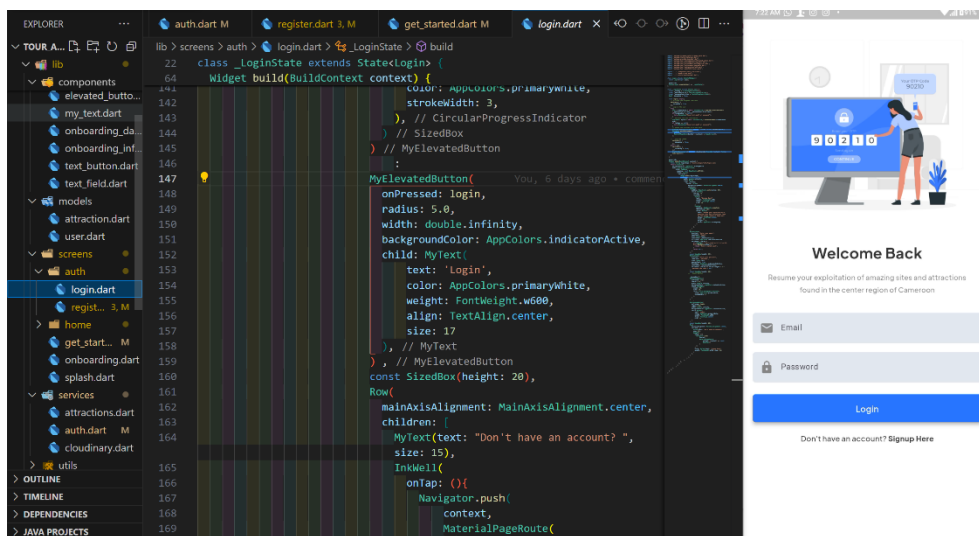 EXPLORER
TOUR A...
lib
components
elevated_butto...
my_text.dart
onboarding_da...
onboarding_inf...
text_button.dart
text_field.dart
models
attraction.dart
user.dart
screens
auth
login.dart
regist... 3, M
home
get_start... M
onboarding.dart
splash.dart
services
attractions.dart
auth.dart M
cloudinary.dart
utils
OUTLINE
TIMELINE
DEPENDENCIES
JAVA PROJECTS
auth.dart M
register.dart 3, M
get_started.dart M
login.dart
lib > screens > auth > login.dart > _LoginState > build
22 class _LoginState extends State<Login> {
64 Widget build(BuildContext context) {
141 color: AppColors.primaryWhite,
142 strokeWidth: 3,
143 ), // CircularProgressIndicator
144 ) // SizedBox
145 ) // MyElevatedButton
146 :
147 MyElevatedButton( You, 6 days ago • commen
148 onPressed: login,
149 radius: 5.0,
150 width: double.infinity,
151 backgroundColor: AppColors.indicatorActive,
152 child: MyText(
153 text: 'Login',
154 color: AppColors.primaryWhite,
155 weight: FontWeight.w600,
156 align: TextAlign.center,
157 size: 17
158 ), // MyText
159 ) , // MyElevatedButton
160 const SizedBox(height: 20),
161 Row(
162 mainAxisAlignment: MainAxisAlignment.center,
163 children: [
164 MyText(text: "Don't have an account? ",
size: 15),
165 InkWell(
166 onTap: (){
167 Navigator.push(
168 context,
169 MaterialPageRoute(
7:22 AM
91%
90210
9 0 2 1 0
Welcome Back
Resume your exploitation of amazing sites and attractions
found in the center region of Cameroon
Email
Password
Login
Don't have an account? Signup Here